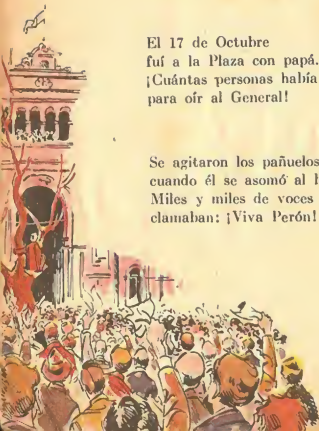 El 17 de Octubre
fuí a la Plaza con papá.
¡Cuántas personas había
para oír al General!
Se agitaron los pañuelos
cuando él se asomó al
Miles y miles de voces
clamaban: ¡Viva Perón!